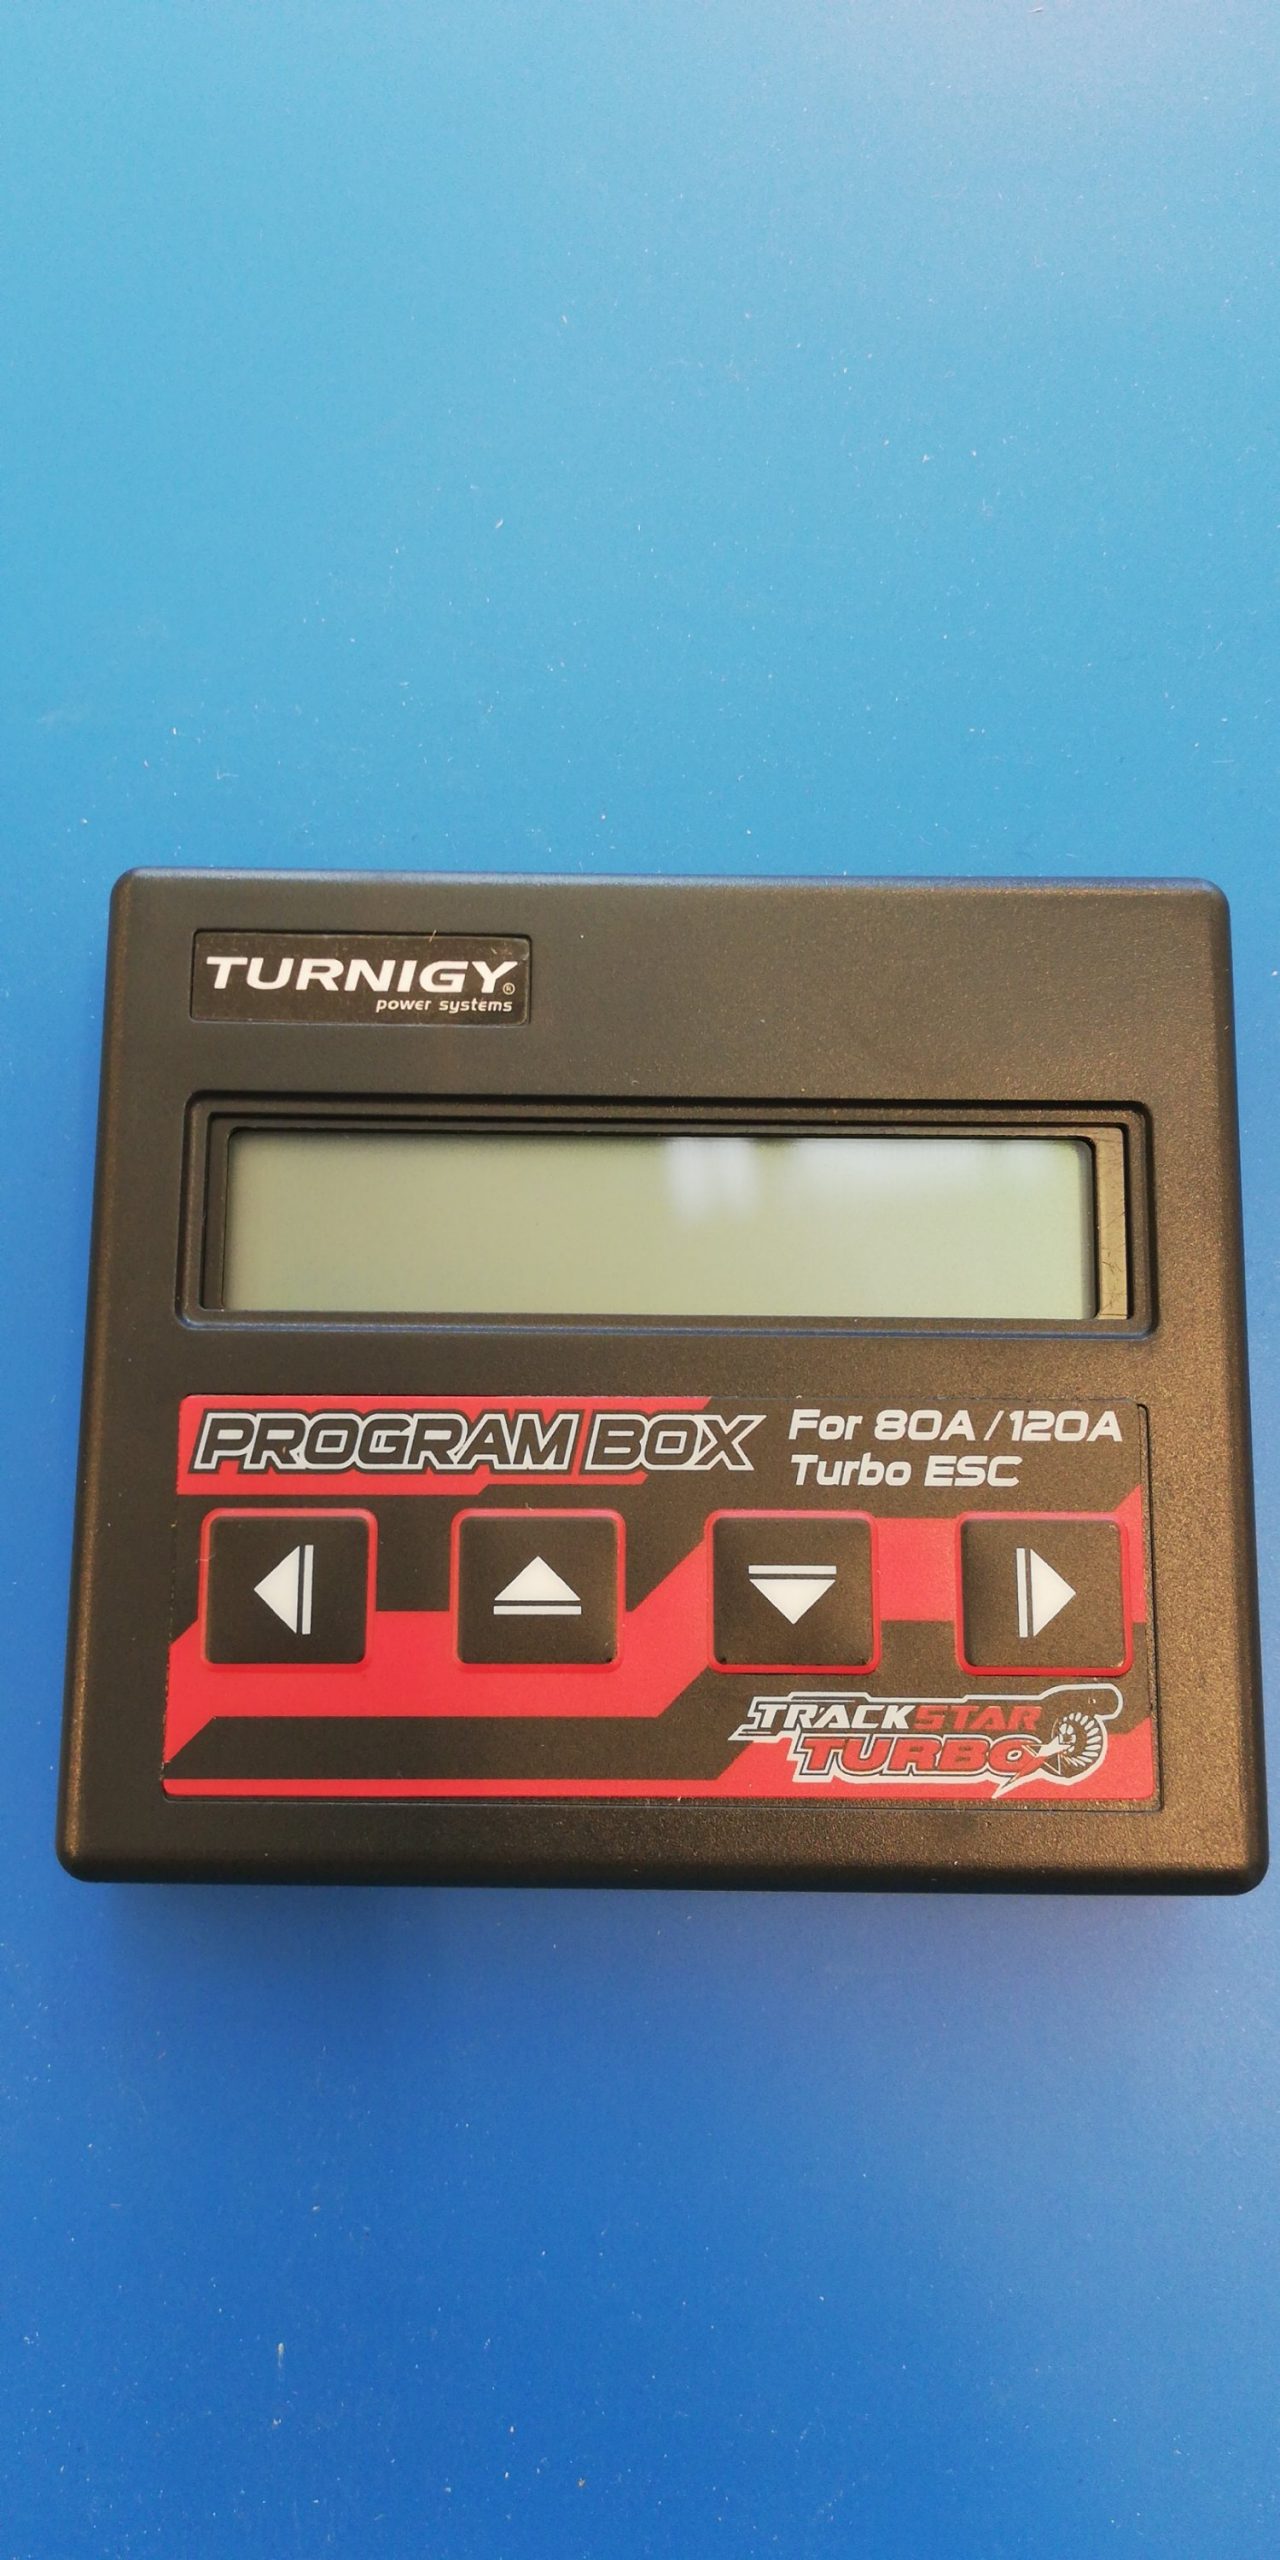 TURNIGY®
power systems
PROGRAM BOX
For 80A / 120A
Turbo ESC
TRACKSTAR
TURBO